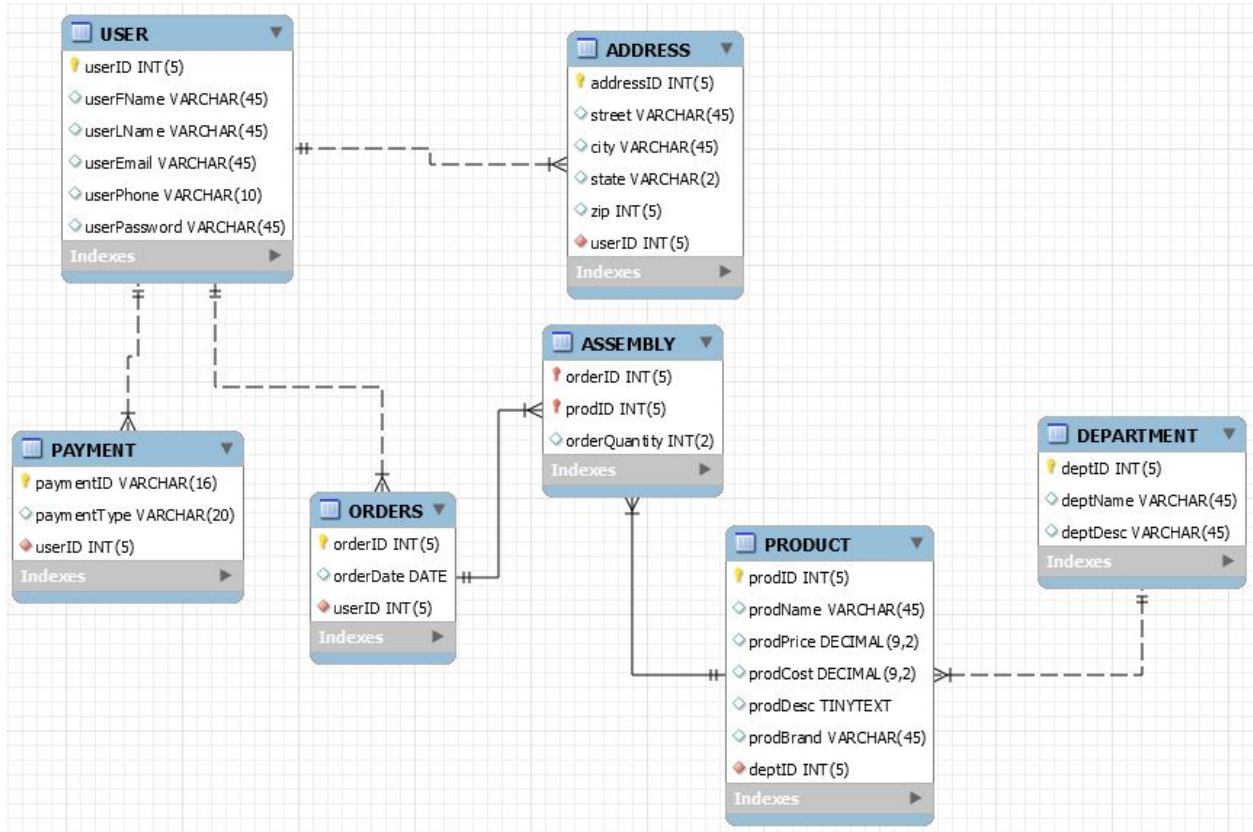 USER
userID INT(5)
userFName VARCHAR(45)
userLName VARCHAR(45)
userEmail VARCHAR(45)
userPhone VARCHAR(10)
userPassword VARCHAR(45)
Indexes
ADDRESS
addressID INT(5)
street VARCHAR(45)
city VARCHAR(45)
state VARCHAR(2)
zip INT(5)
userID INT(5)
Indexes
ASSEMBLY
orderID INT(5)
prodID INT(5)
orderQuantity INT(2)
Indexes
PAYMENT
paymentID VARCHAR(16)
paymentType VARCHAR(20)
userID INT(5)
Indexes
ORDERS
orderID INT(5)
orderDate DATE
userID INT(5)
Indexes
DEPARTMENT
deptID INT(5)
deptName VARCHAR(45)
deptDesc VARCHAR(45)
Indexes
PRODUCT
prodID INT(5)
prodName VARCHAR(45)
prodPrice DECIMAL(9,2)
prodCost DECIMAL(9,2)
prodDesc TINYTEXT
prodBrand VARCHAR(45)
deptID INT(5)
Indexes